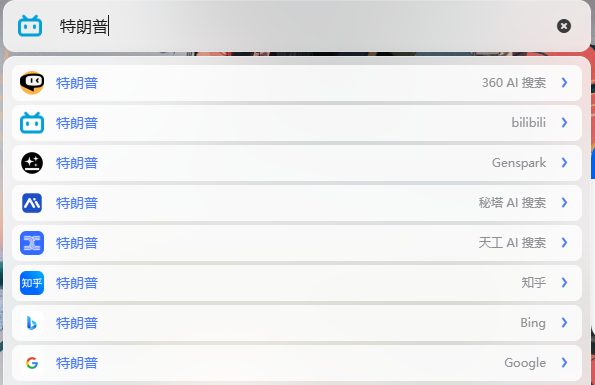 特朗普
特朗普 360 AI 搜索
特朗普 bilibili
特朗普 Genspark
特朗普 秘塔 AI 搜索
特朗普 天工 AI 搜索
知乎 特朗普 知乎
特朗普 Bing
特朗普 Google